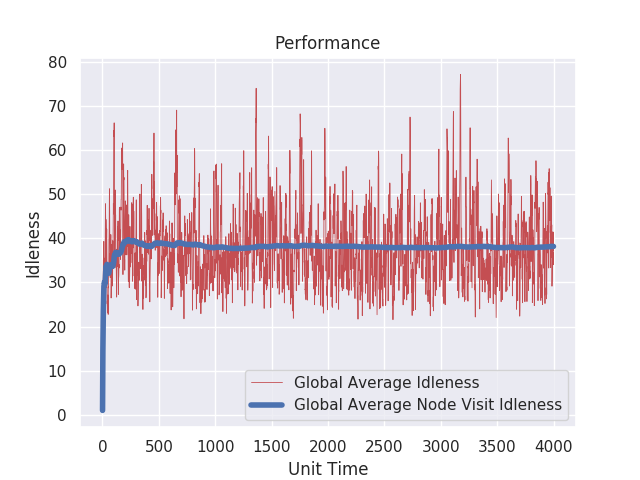 Performance
80
70
60
50
40
30
20
10
0
Idleness
Global Average Idleness
Global Average Node Visit Idleness
0 500 1000 1500 2000 2500 3000 3500 4000
Unit Time